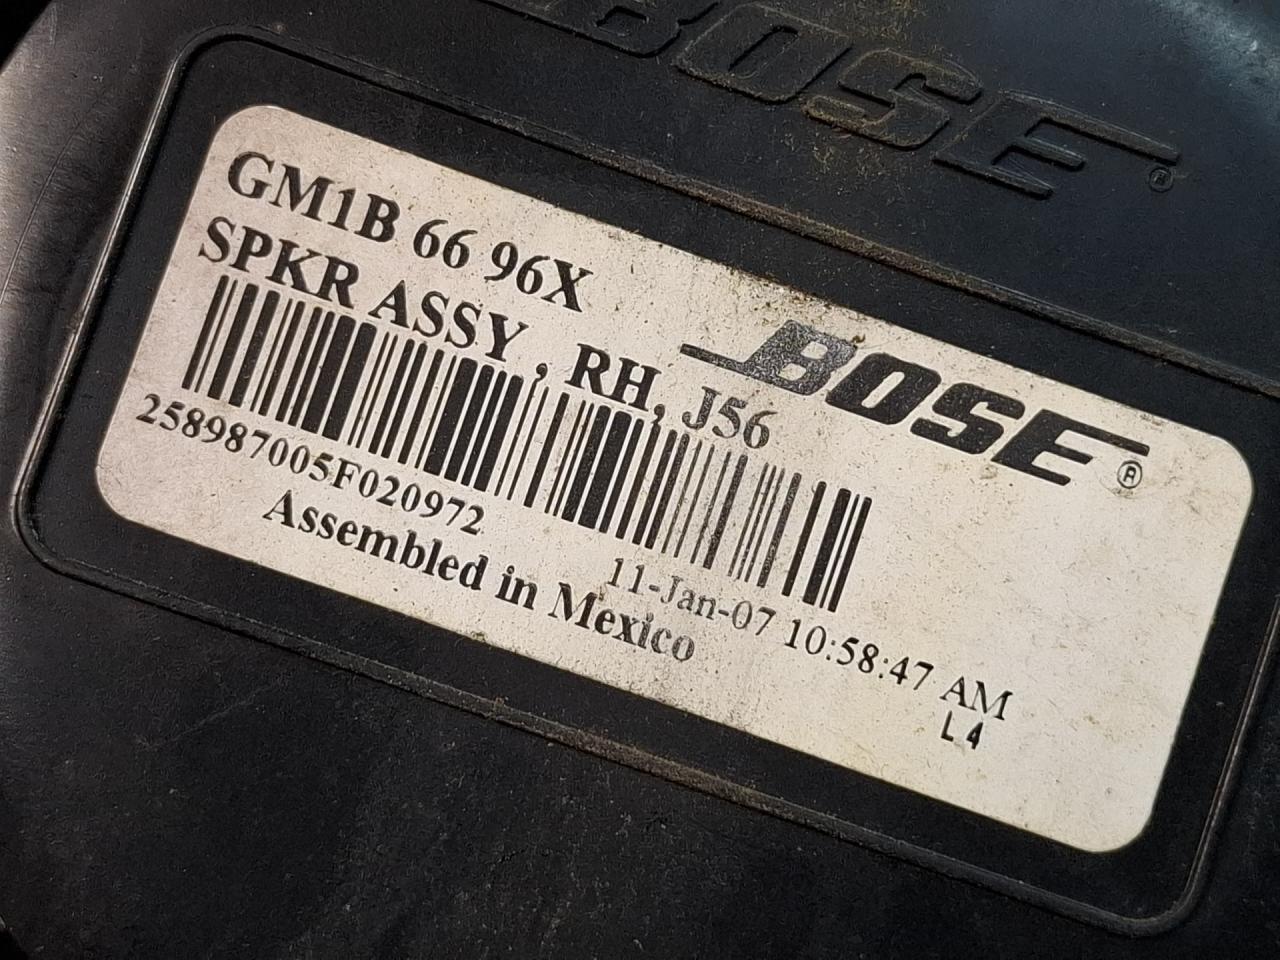 BOSE®
GM1B 66 96X
SPKR ASSY , RH, J56
BOSE®
258987005F020972
11-Jan-07 10:58:47 AM
Assembled in Mexico
L4